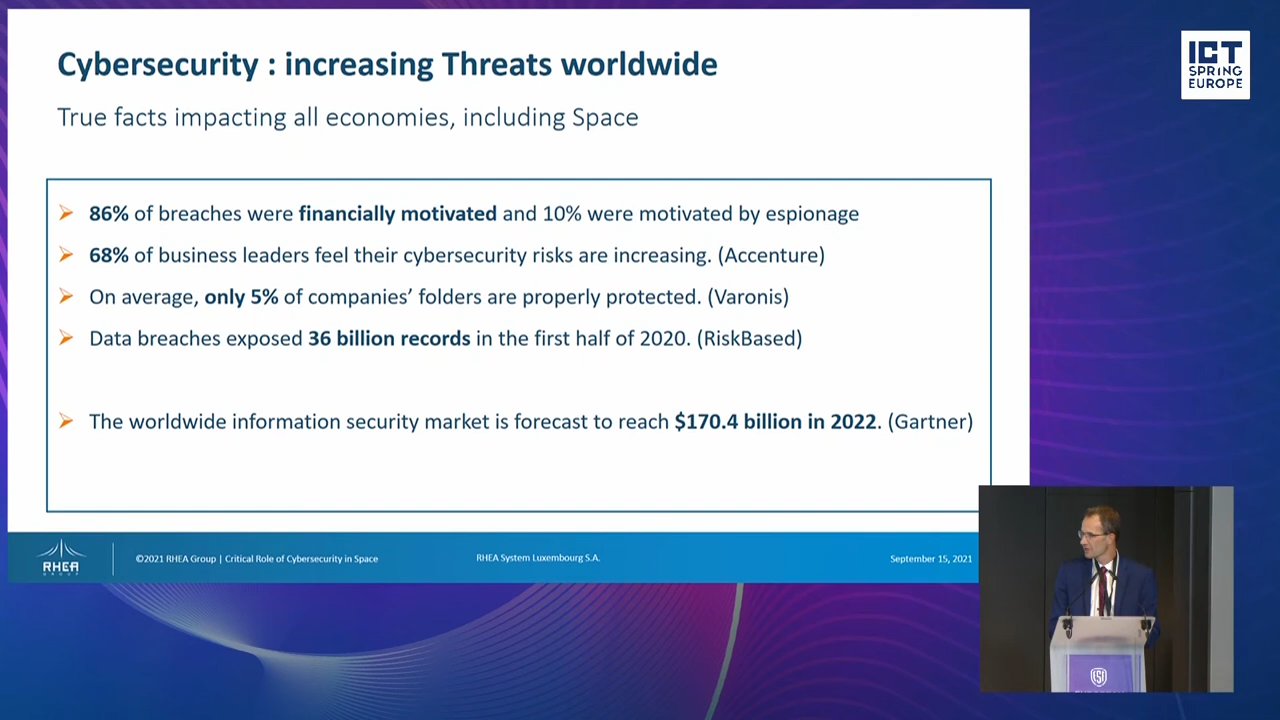 Cybersecurity : increasing Threats worldwide
True facts impacting all economies, including Space
86% of breaches were financially motivated and 10% were motivated by espionage
68% of business leaders feel their cybersecurity risks are increasing. (Accenture)
On average, only 5% of companies’ folders are properly protected. (Varonis)
Data breaches exposed 36 billion records in the first half of 2020. (RiskBased)
The worldwide information security market is forecast to reach $170.4 billion in 2022. (Gartner)
RHEA
GROUP
©2021 RHEA Group | Critical Role of Cybersecurity in Space
RHEA System Luxembourg S.A.
September 15, 2021
ICT
SPRING
EUROPE